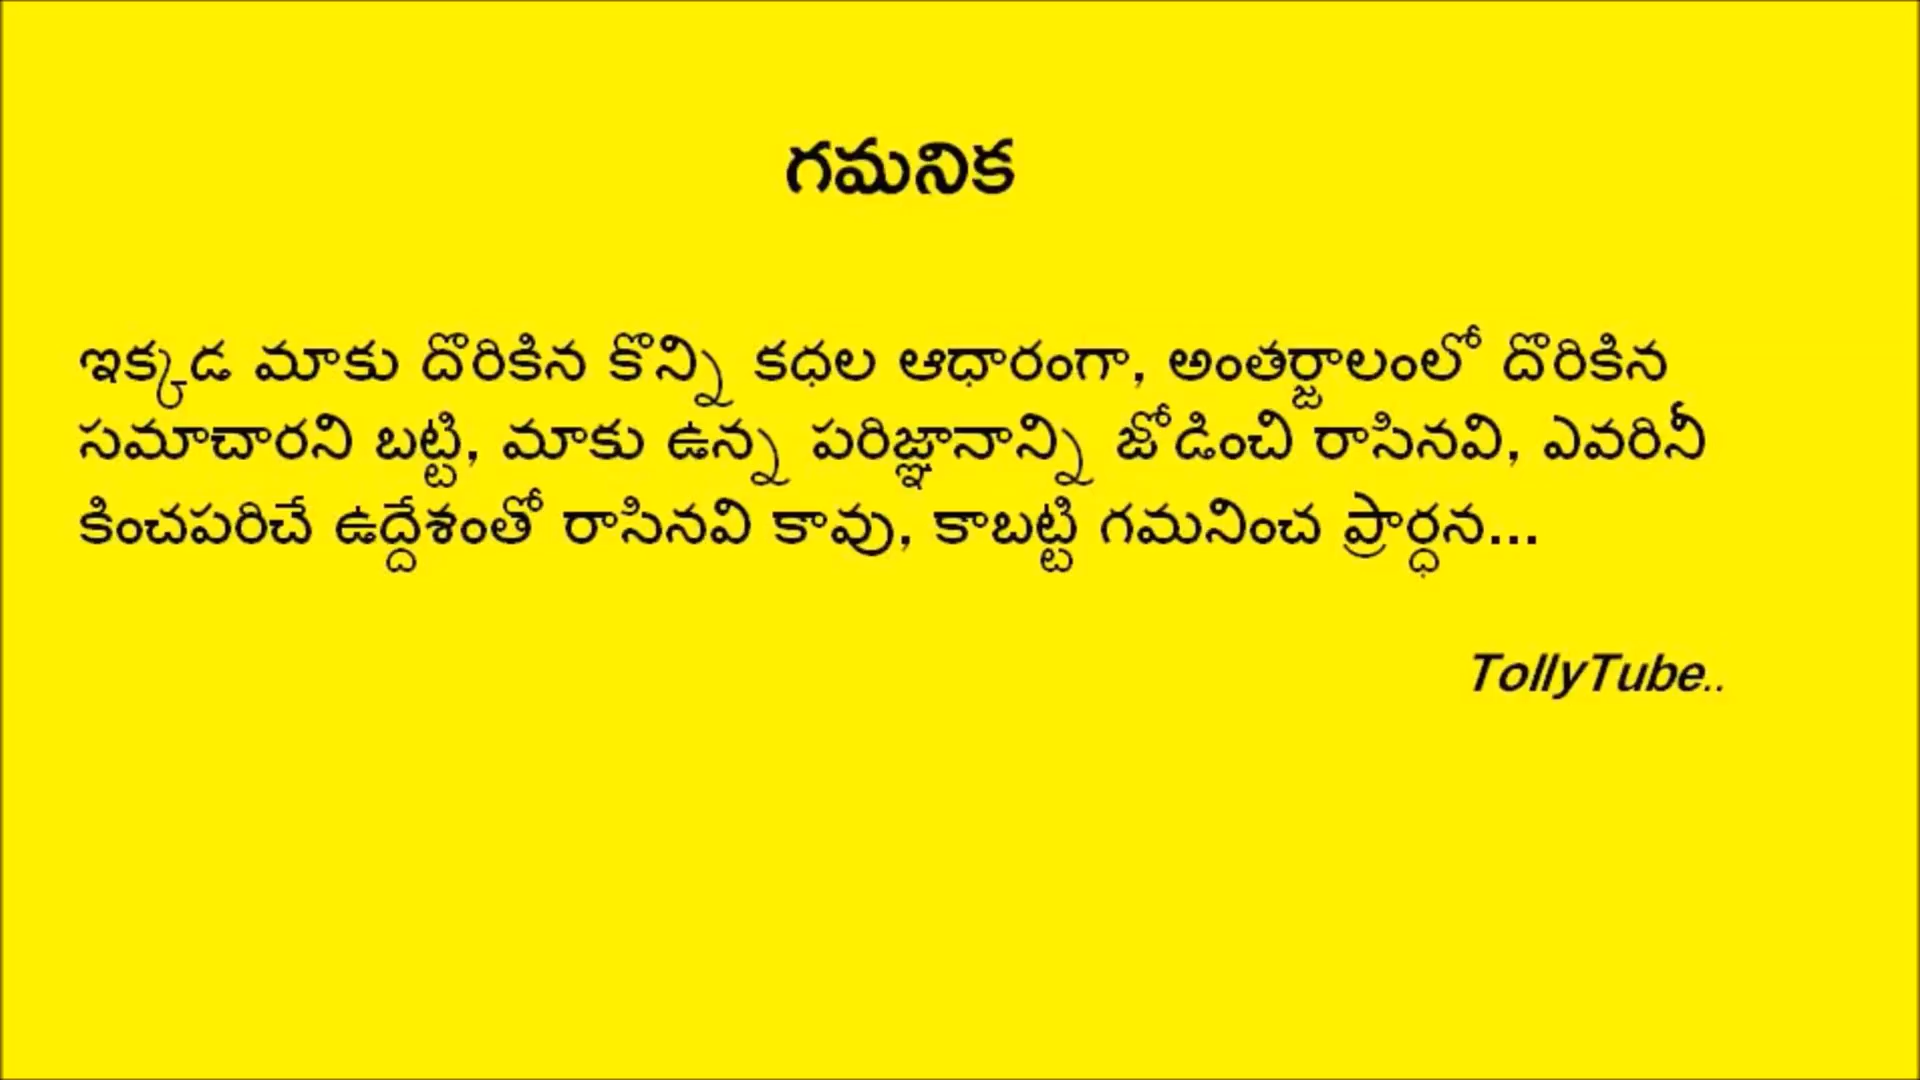 గమనిక
ఇక్కడ మాకు దొరికిన కొన్ని కధల ఆధారంగా, అంతర్జాలంలో దొరికిన
సమాచారని బట్టి, మాకు ఉన్న పరిజ్ఞానాన్ని జోడించి రాసినవి, ఎవరినీ
కించపరిచే ఉద్దేశంతో రాసినవి కావు, కాబట్టి గమనించ ప్రార్ధన...
TollyTube..